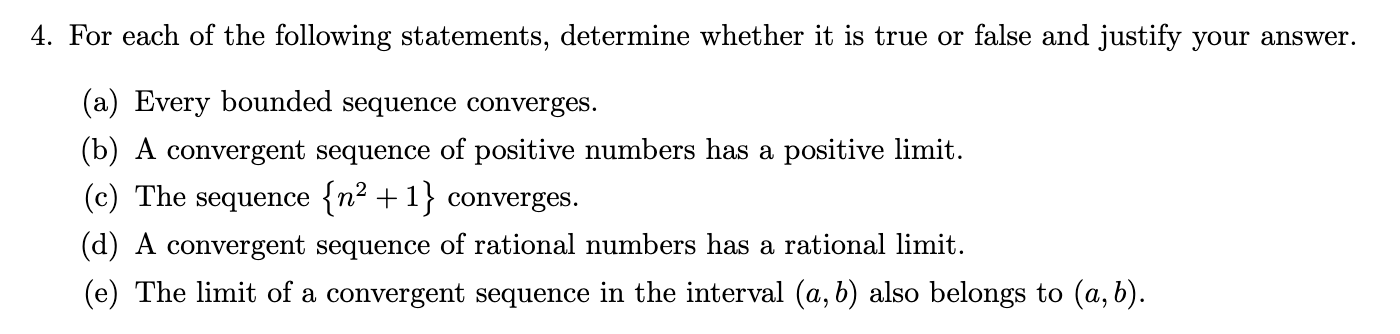 4. For each of the following statements, determine whether it is true or false and justify your answer.
(a) Every bounded sequence converges.
(b) A convergent sequence of positive numbers has a positive limit.
(c) The sequence {n² + 1} converges.
(d) A convergent sequence of rational numbers has a rational limit.
(e) The limit of a convergent sequence in the interval (a, b) also belongs to (a, b).